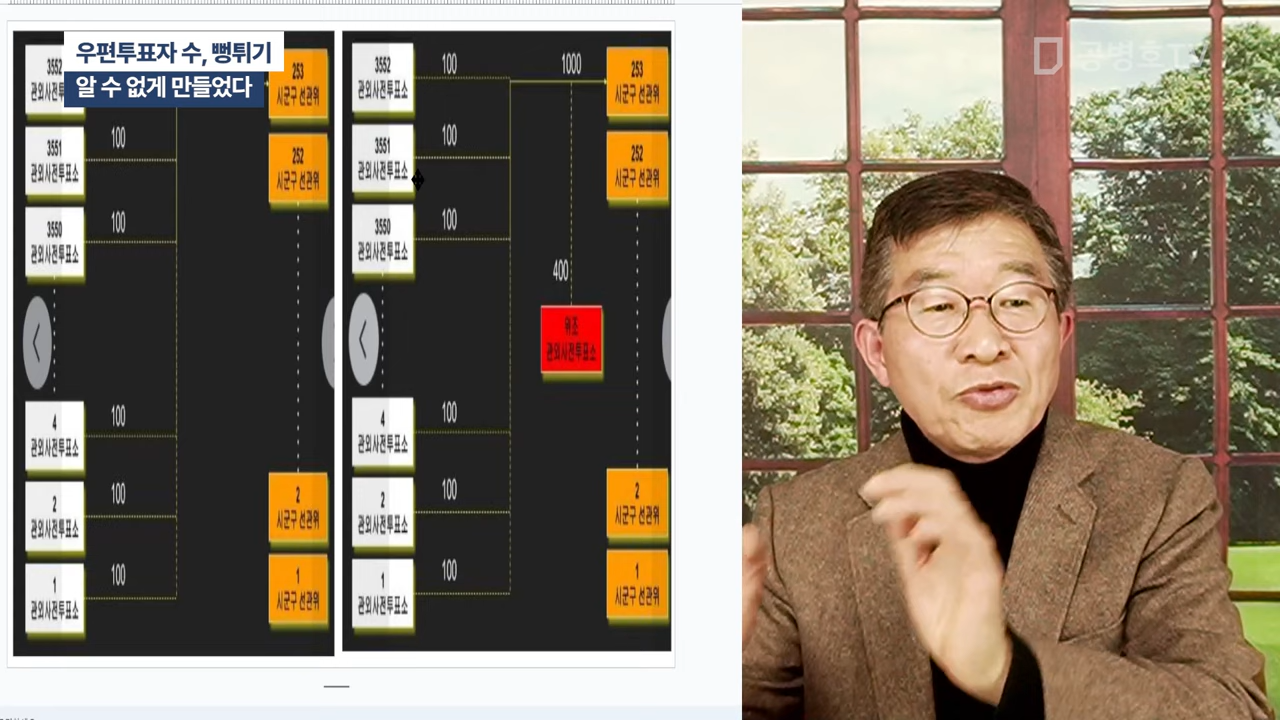 우편투표자 수, 뻥튀기
알 수 없게 만들었다
공병호TV
3552
100
253
시군구 선관위
3551
관외사전투표소
100
252
시군구 선관위
3550
관외사전투표소
100
4
관외사전투표소
100
2
관외사전투표소
100
2
시군구 선관위
1
관외사전투표소
100
1
시군구 선관위
3552
관외사전투표소
100
1000
253
시군구 선관위
3551
관외사전투표소
100
252
시군구 선관위
3550
관외사전투표소
100
400
위조
관외사전투표소
4
관외사전투표소
100
2
관외사전투표소
100
2
시군구 선관위
1
관외사전투표소
100
1
시군구 선관위